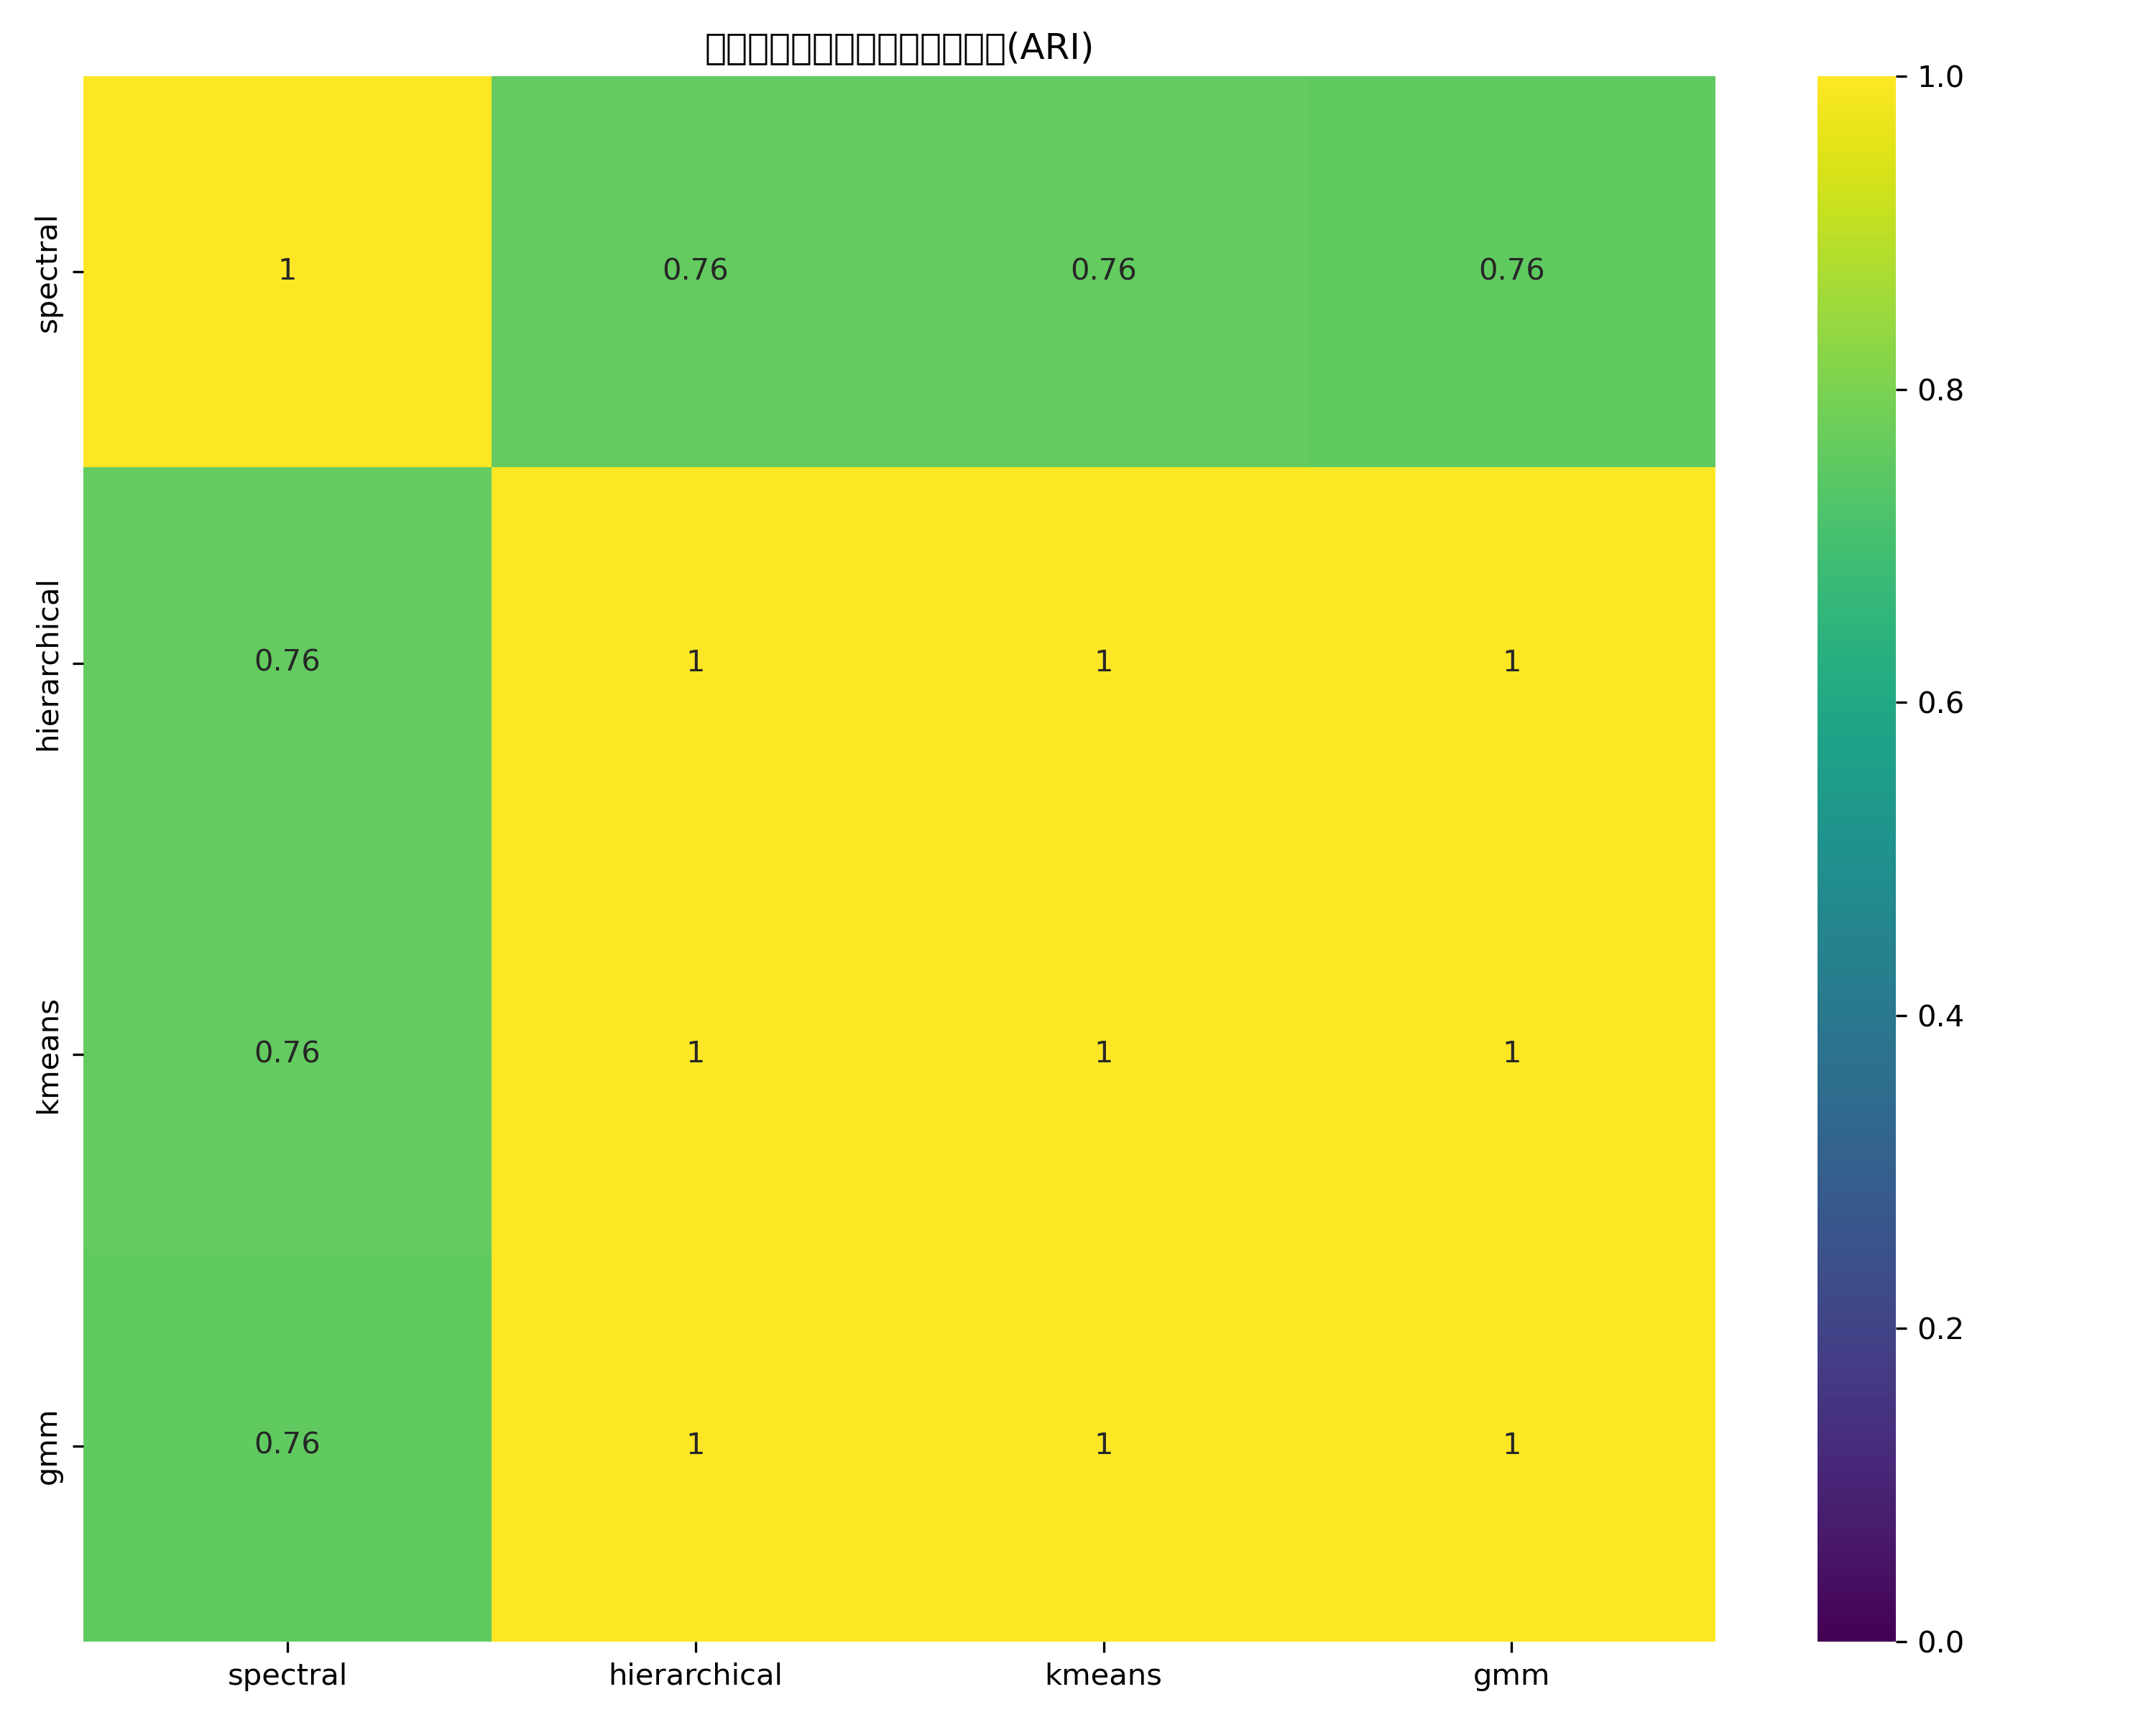 (ARI)
1.0
spectral 1 0.76 0.76 0.76
0.8
hierarchical 0.76 1 1 1
0.6
kmeans 0.76 1 1 1
0.4
gmm 0.76 1 1 1
0.2
0.0
spectral hierarchical kmeans gmm